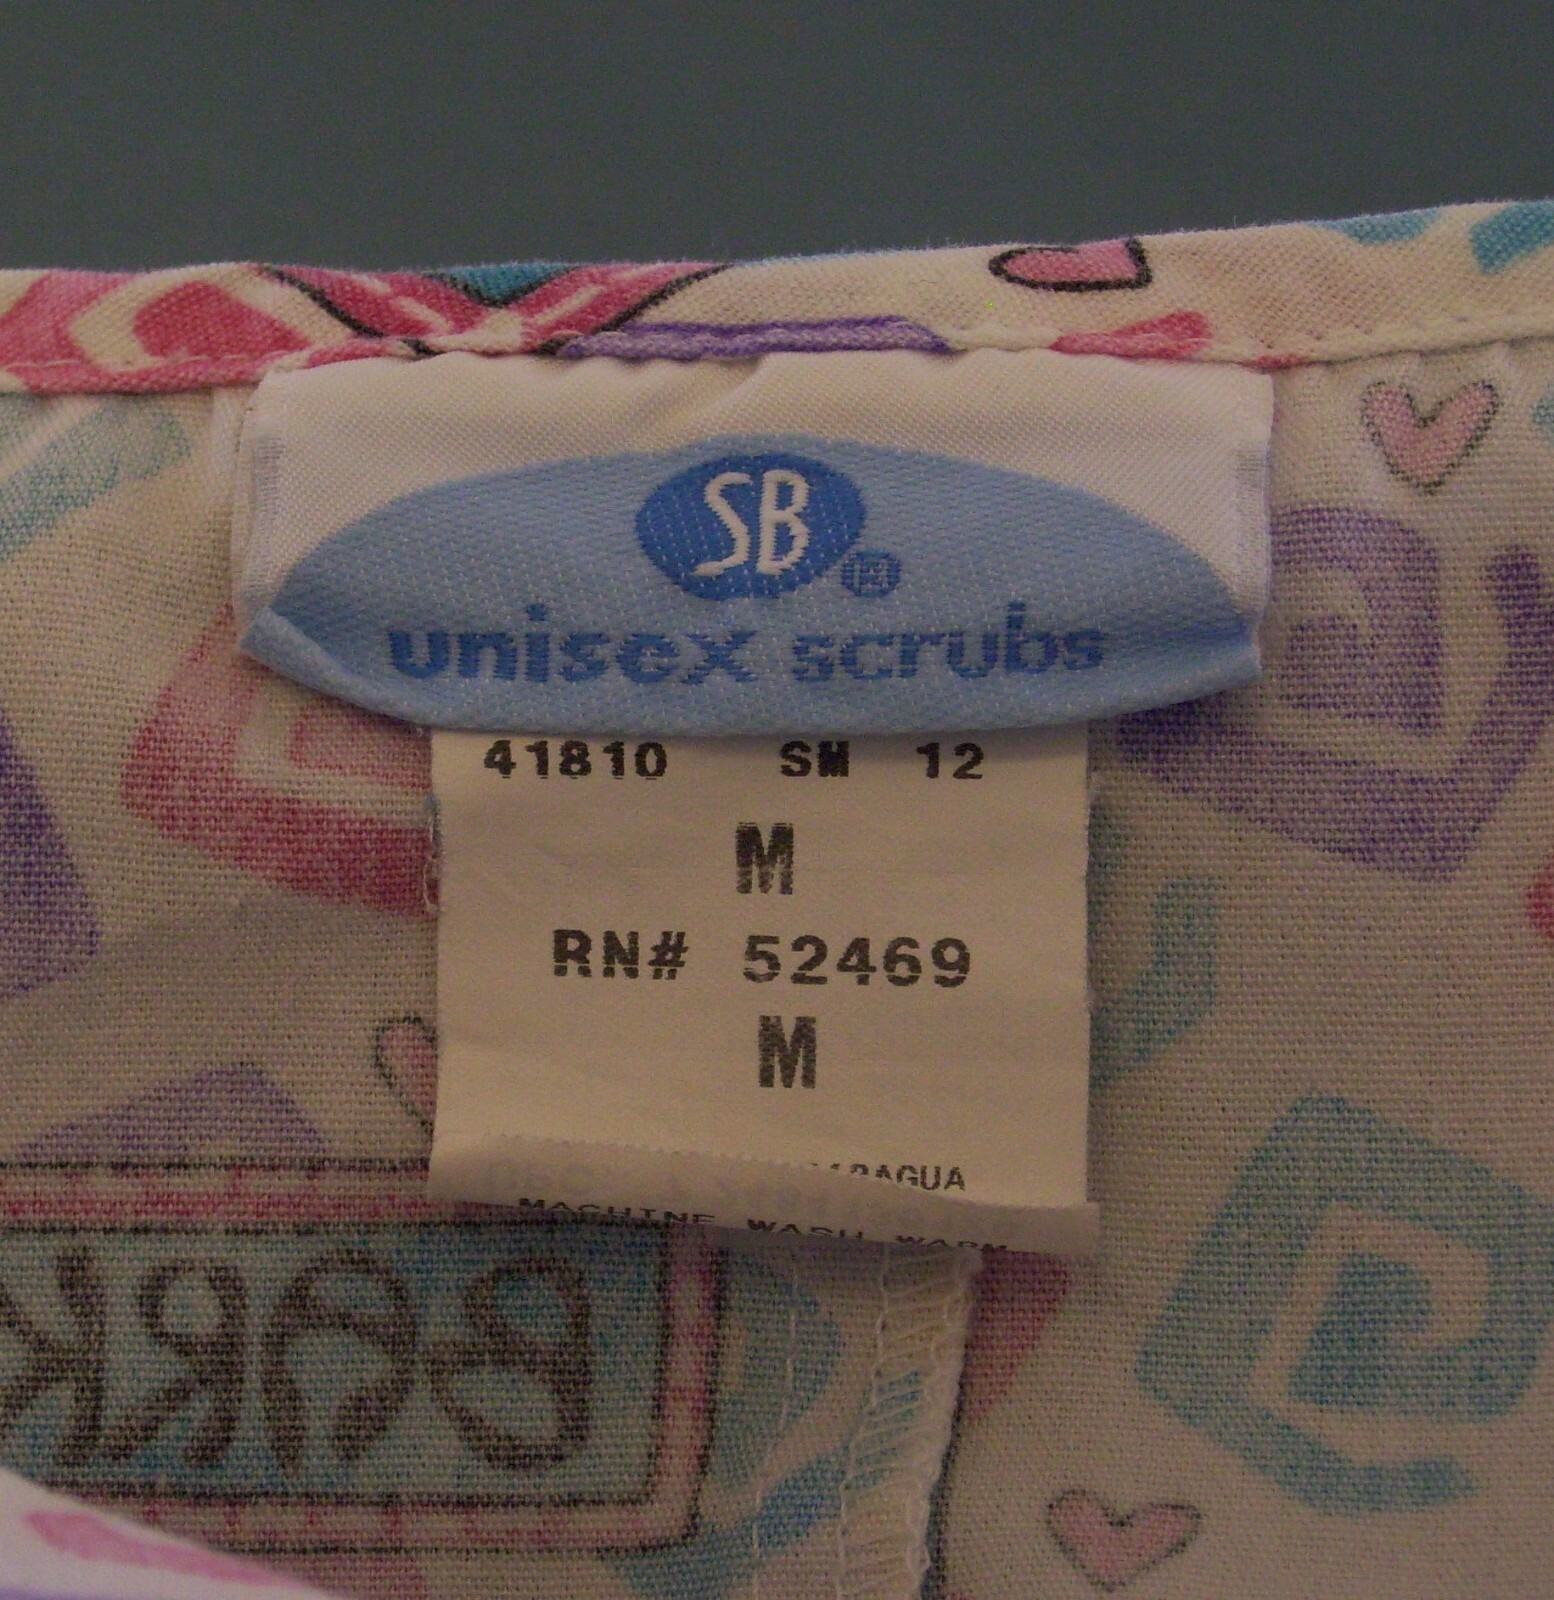 SB
®
unisex scrubs
41810 SM 12
M
RN# 52469
M
MACHINE WASH WARM